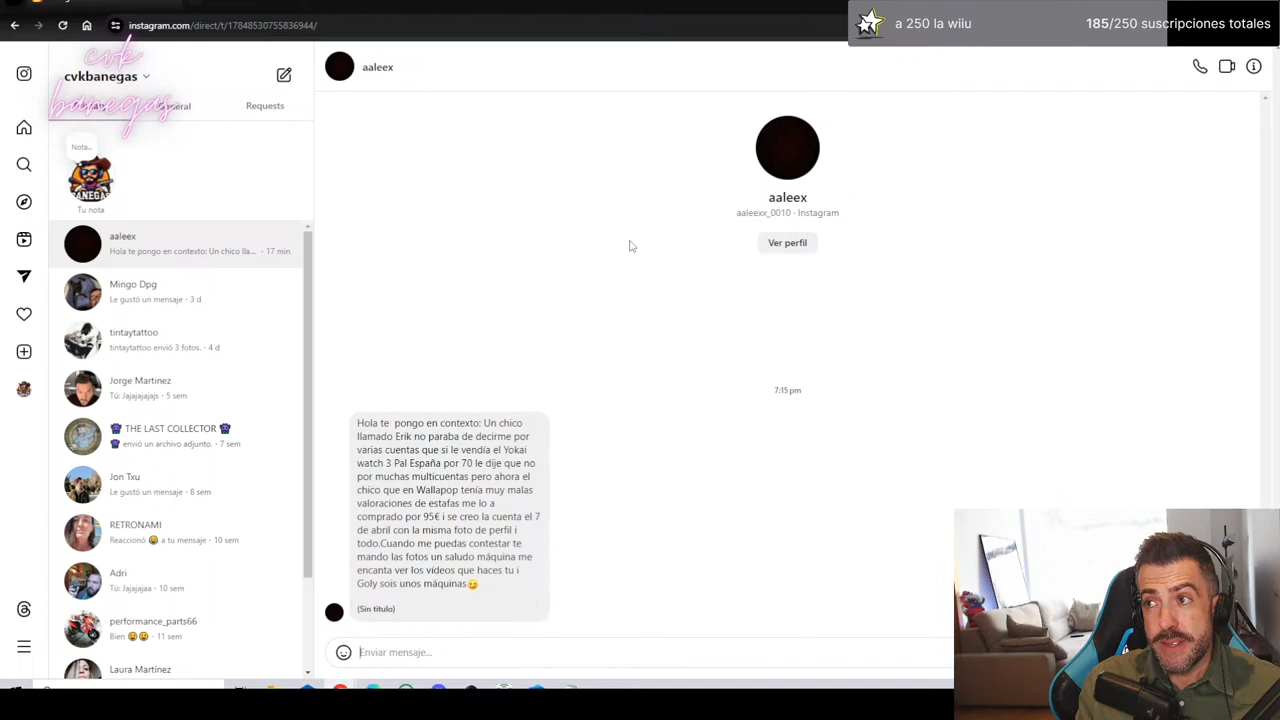 instagram.com/direct/t/17848530755836944/
a 250 la wiiu
185/250 suscripciones totales
cvk
banegas
cvkbanegas
Requests
Nota...
BANEGAS
Tu nota
aaleex
Hola te pongo en contexto: Un chico lla... · 17 min
Mingo Dpg
Le gustó un mensaje · 3 d
tintaytattoo
tintaytattoo envió 3 fotos. · 4 d
Jorge Martinez
Tú: Jajajajajs · 5 sem
THE LAST COLLECTOR
envió un archivo adjunto. · 7 sem
Jon Txu
Le gustó un mensaje · 8 sem
RETRONAMI
Reaccionó 😂 a tu mensaje · 10 sem
Adri
Tú: Jajajajaa · 10 sem
performance_parts66
Bien 😂😂 · 11 sem
Laura Martínez
aaleex
aaleex
aaleexx_0010 · Instagram
Ver perfil
7:15 pm
Hola te pongo en contexto: Un chico
llamado Erik no paraba de decirme por
varias cuentas que si le vendía el Yokai
watch 3 Pal España por 70 le dije que no
por muchas multicuentas pero ahora el
chico que en Wallapop tenía muy malas
valoraciones de estafas me lo a
comprado por 95€ i se creo la cuenta el 7
de abril con la misma foto de perfil i
todo.Cuando me puedas contestar te
mando las fotos un saludo máquina me
encanta ver los vídeos que haces tu i
Goly sois unos máquinas😊
(Sin título)
Enviar mensaje...